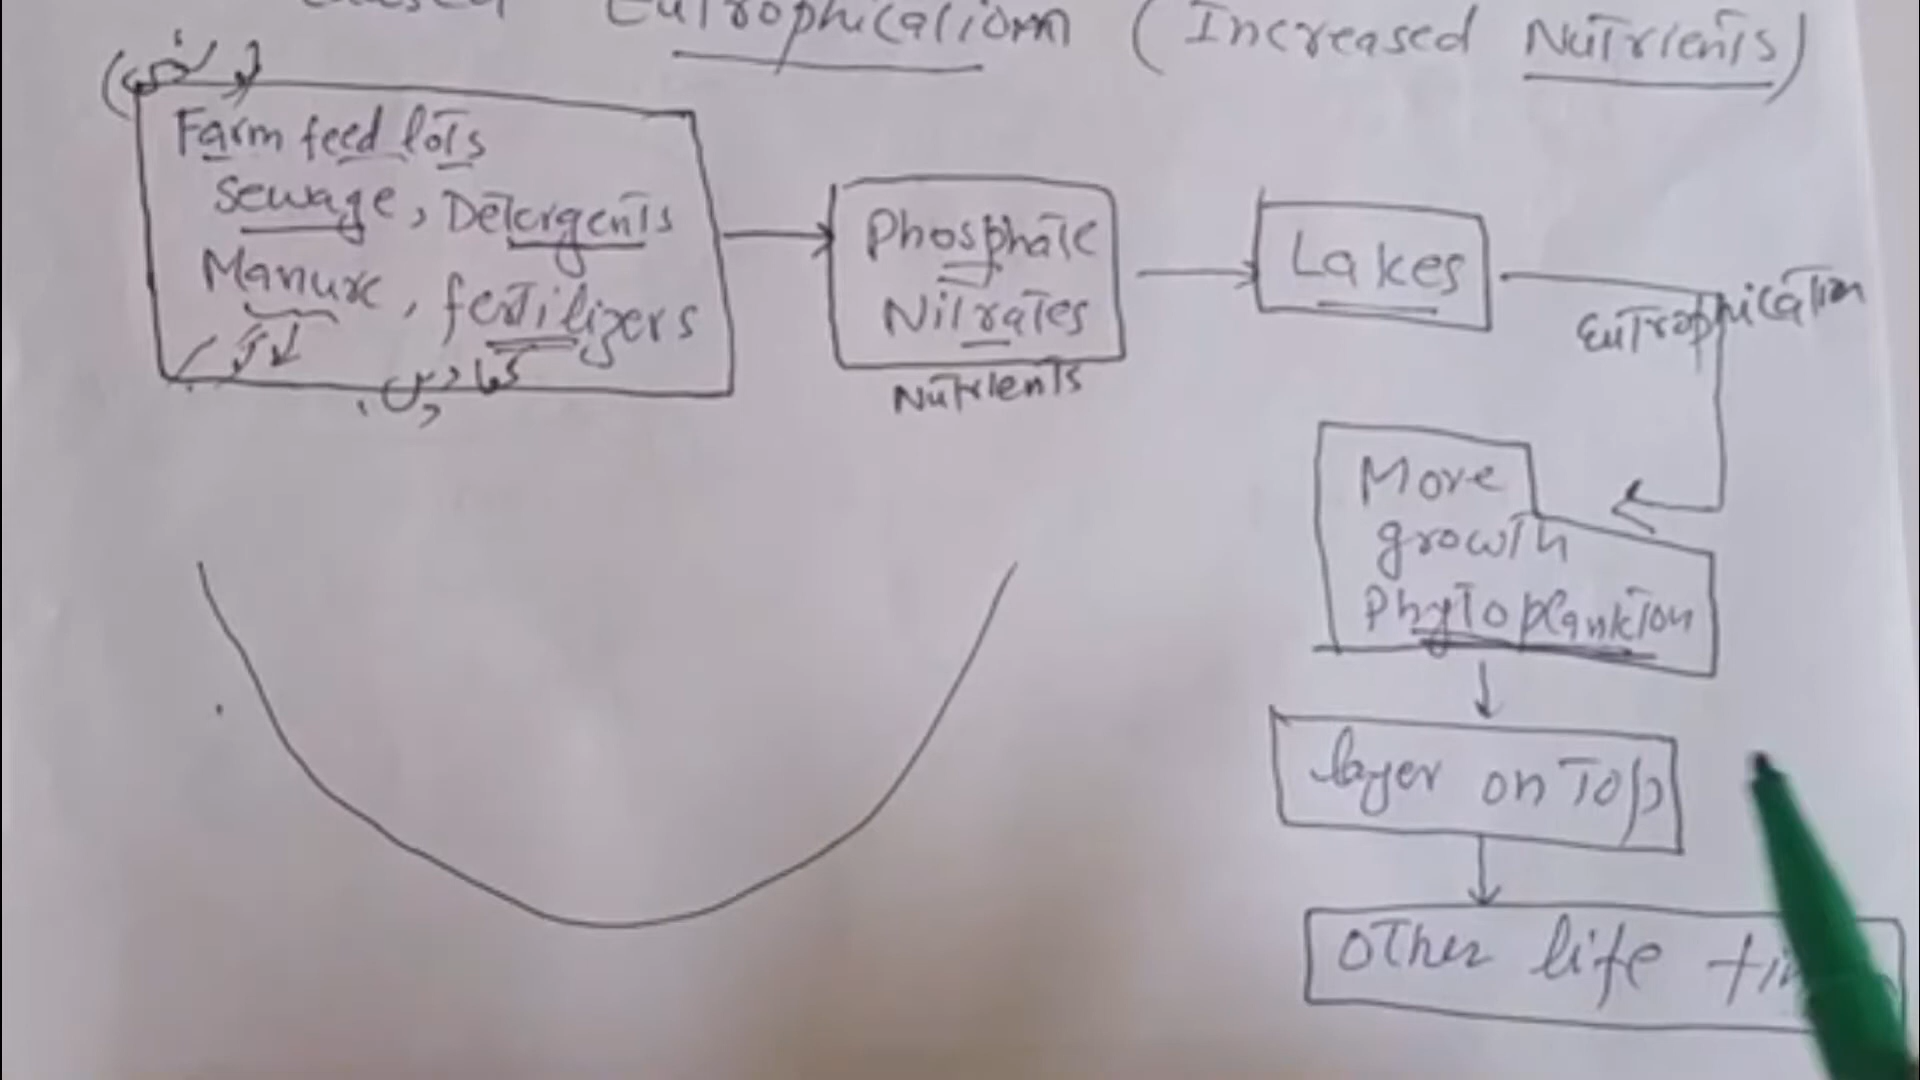 Eutrophication (Increased Nutrients)
Farm feed lots
Sewage, Detergents
Manure, fertilizers
Phosphate
Nitrates
Nutrients
Lakes
Eutrophication
More
growth
Phytoplankton
layer on Top
Other life